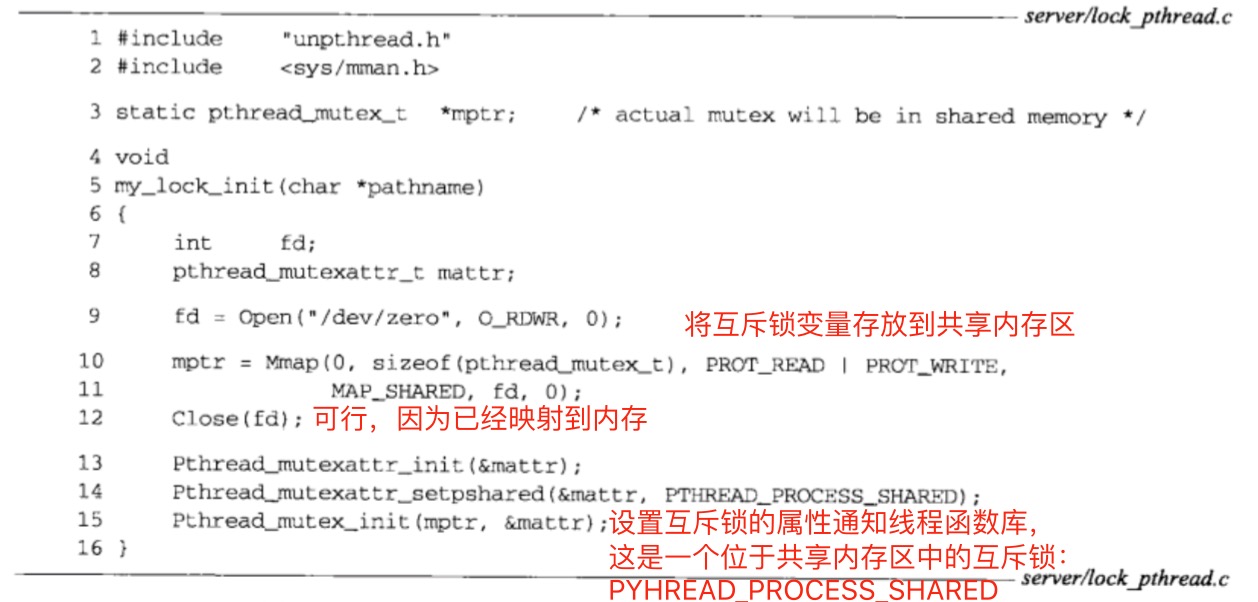 server/lock_pthread.c
1 #include "unpthread.h"
2 #include <sys/mman.h>
3 static pthread_mutex_t *mptr; /* actual mutex will be in shared memory */
4 void
5 my_lock_init(char *pathname)
6 {
7 int fd;
8 pthread_mutexattr_t mattr;
9 fd = Open("/dev/zero", O_RDWR, 0); 将互斥锁变量存放到共享内存区
10 mptr = Mmap(0, sizeof(pthread_mutex_t), PROT_READ | PROT_WRITE,
11 MAP_SHARED, fd, 0);
12 Close(fd); 可行，因为已经映射到内存
13 Pthread_mutexattr_init(&mattr);
14 Pthread_mutexattr_setpshared(&mattr, PTHREAD_PROCESS_SHARED);
15 Pthread_mutex_init(mptr, &mattr); 设置互斥锁的属性通知线程函数库，
16 } 这是一个位于共享内存区中的互斥锁：
PYHREAD_PROCESS_SHARED
server/lock_pthread.c